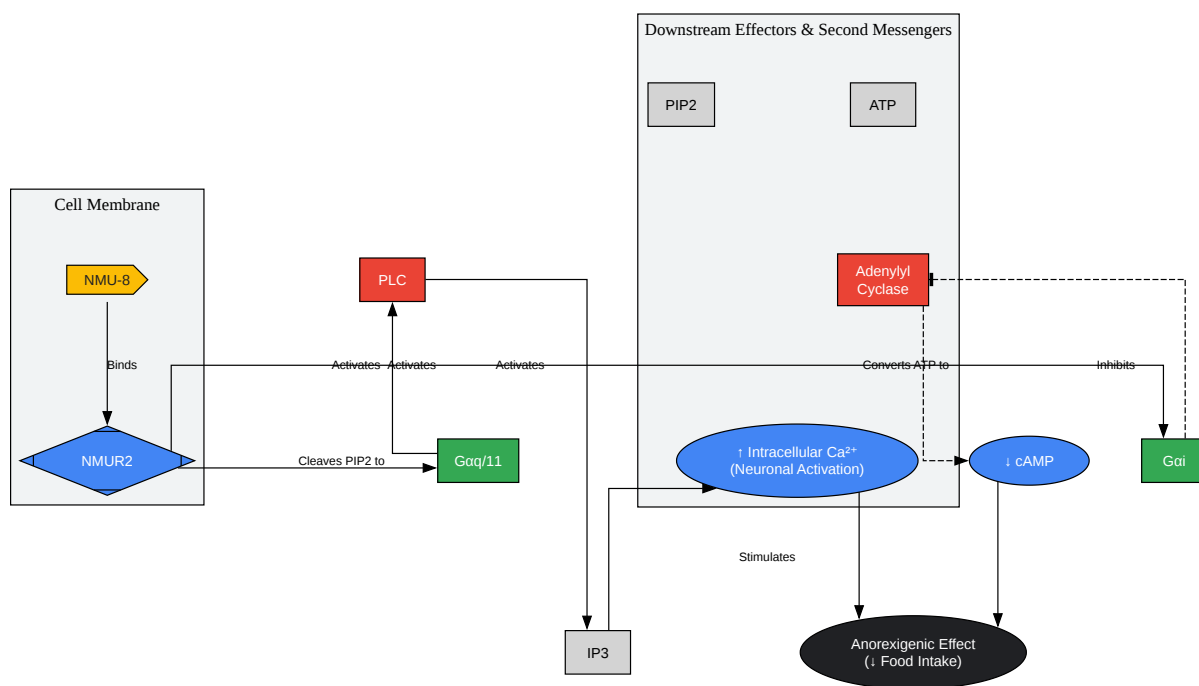 Downstream Effectors & Second Messengers
PIP2
ATP
Cell Membrane
NMU-8
PLC
Adenylyl
Cyclase
Binds
Activates
Activates
Activates
Converts ATP to
Inhibits
NMUR2
Cleaves PIP2 to
Gαq/11
↑ Intracellular Ca²⁺
(Neuronal Activation)
↓ cAMP
Gαi
Stimulates
IP3
Anorexigenic Effect
(↓ Food Intake)